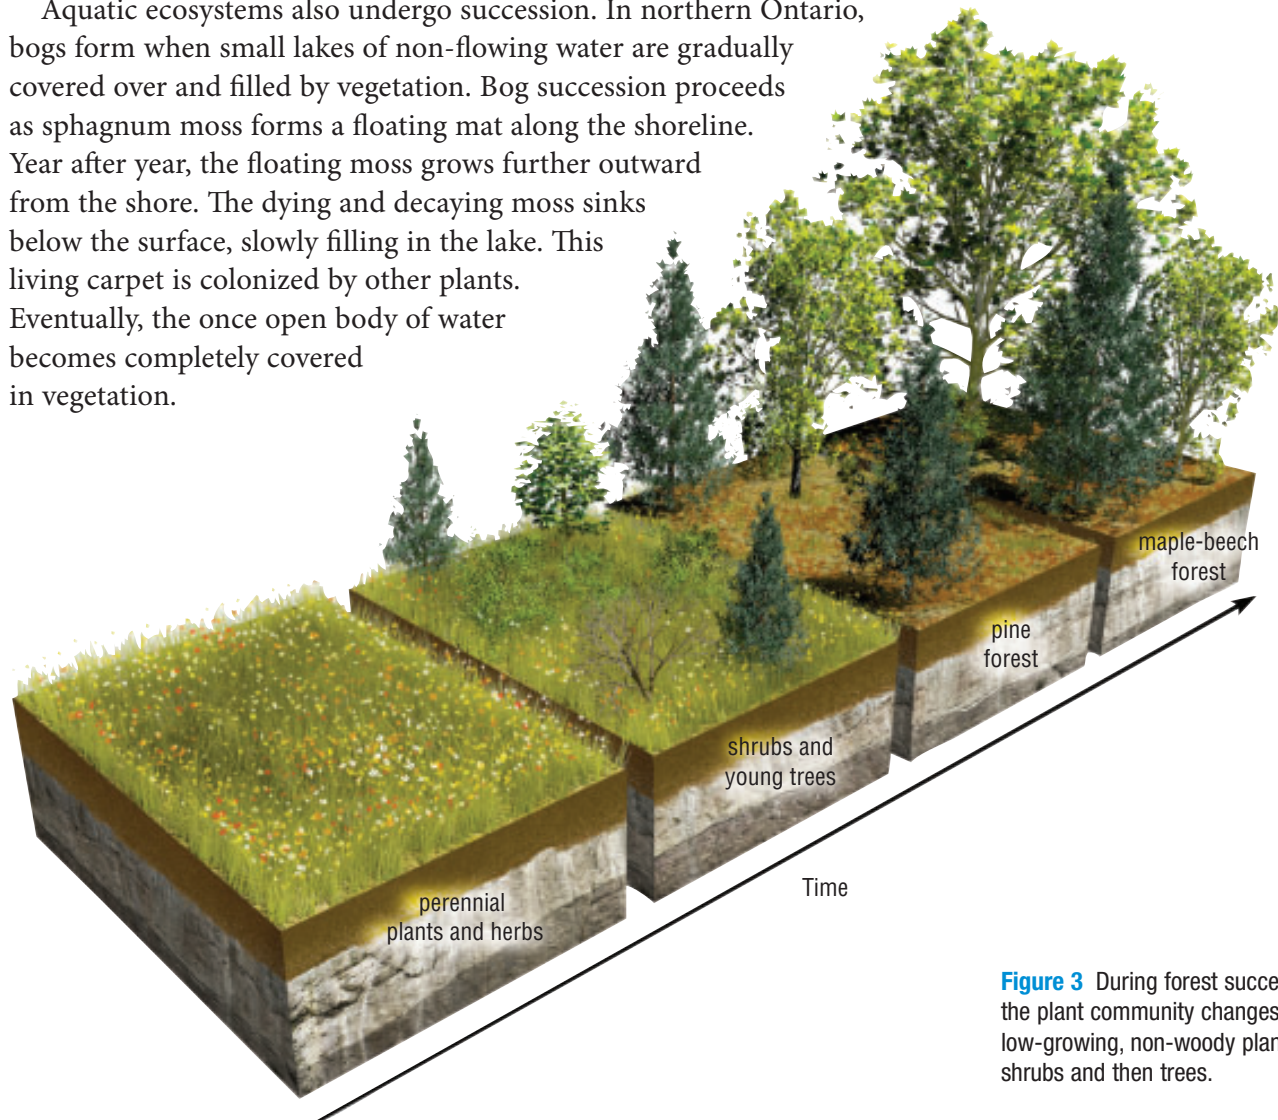 Aquatic ecosystems also undergo succession. In northern Ontario,
bogs form when small lakes of non-flowing water are gradually
covered over and filled by vegetation. Bog succession proceeds
as sphagnum moss forms a floating mat along the shoreline.
Year after year, the floating moss grows further outward
from the shore. The dying and decaying moss sinks
below the surface, slowly filling in the lake. This
living carpet is colonized by other plants.
Eventually, the once open body of water
becomes completely covered
in vegetation.
maple-beech
forest
pine
forest
shrubs and
young trees
perennial
plants and herbs
Time
Figure 3 During forest succe
the plant community changes
low-growing, non-woody plan
shrubs and then trees.